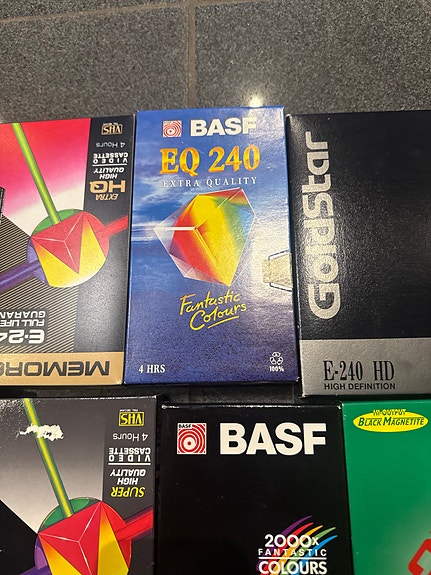 VHS
4 Hours
VIDEO
CASSETTE
HIGH
QUALITY
EXTRA
HQ
FULL LIFE
GUARAN
E-24
MEMOR
BASF
EQ 240
EXTRA QUALITY
Fantastic
Colours
4 HRS
100%
GoldStar
E-240 HD
HIGH DEFINITION
VHS
4 Hours
VIDEO
CASSETTE
HIGH
QUALITY
SUPER
BASF
2000x
FANTASTIC
COLOURS
HI-OUTPUT
BLACK MAGNETITE